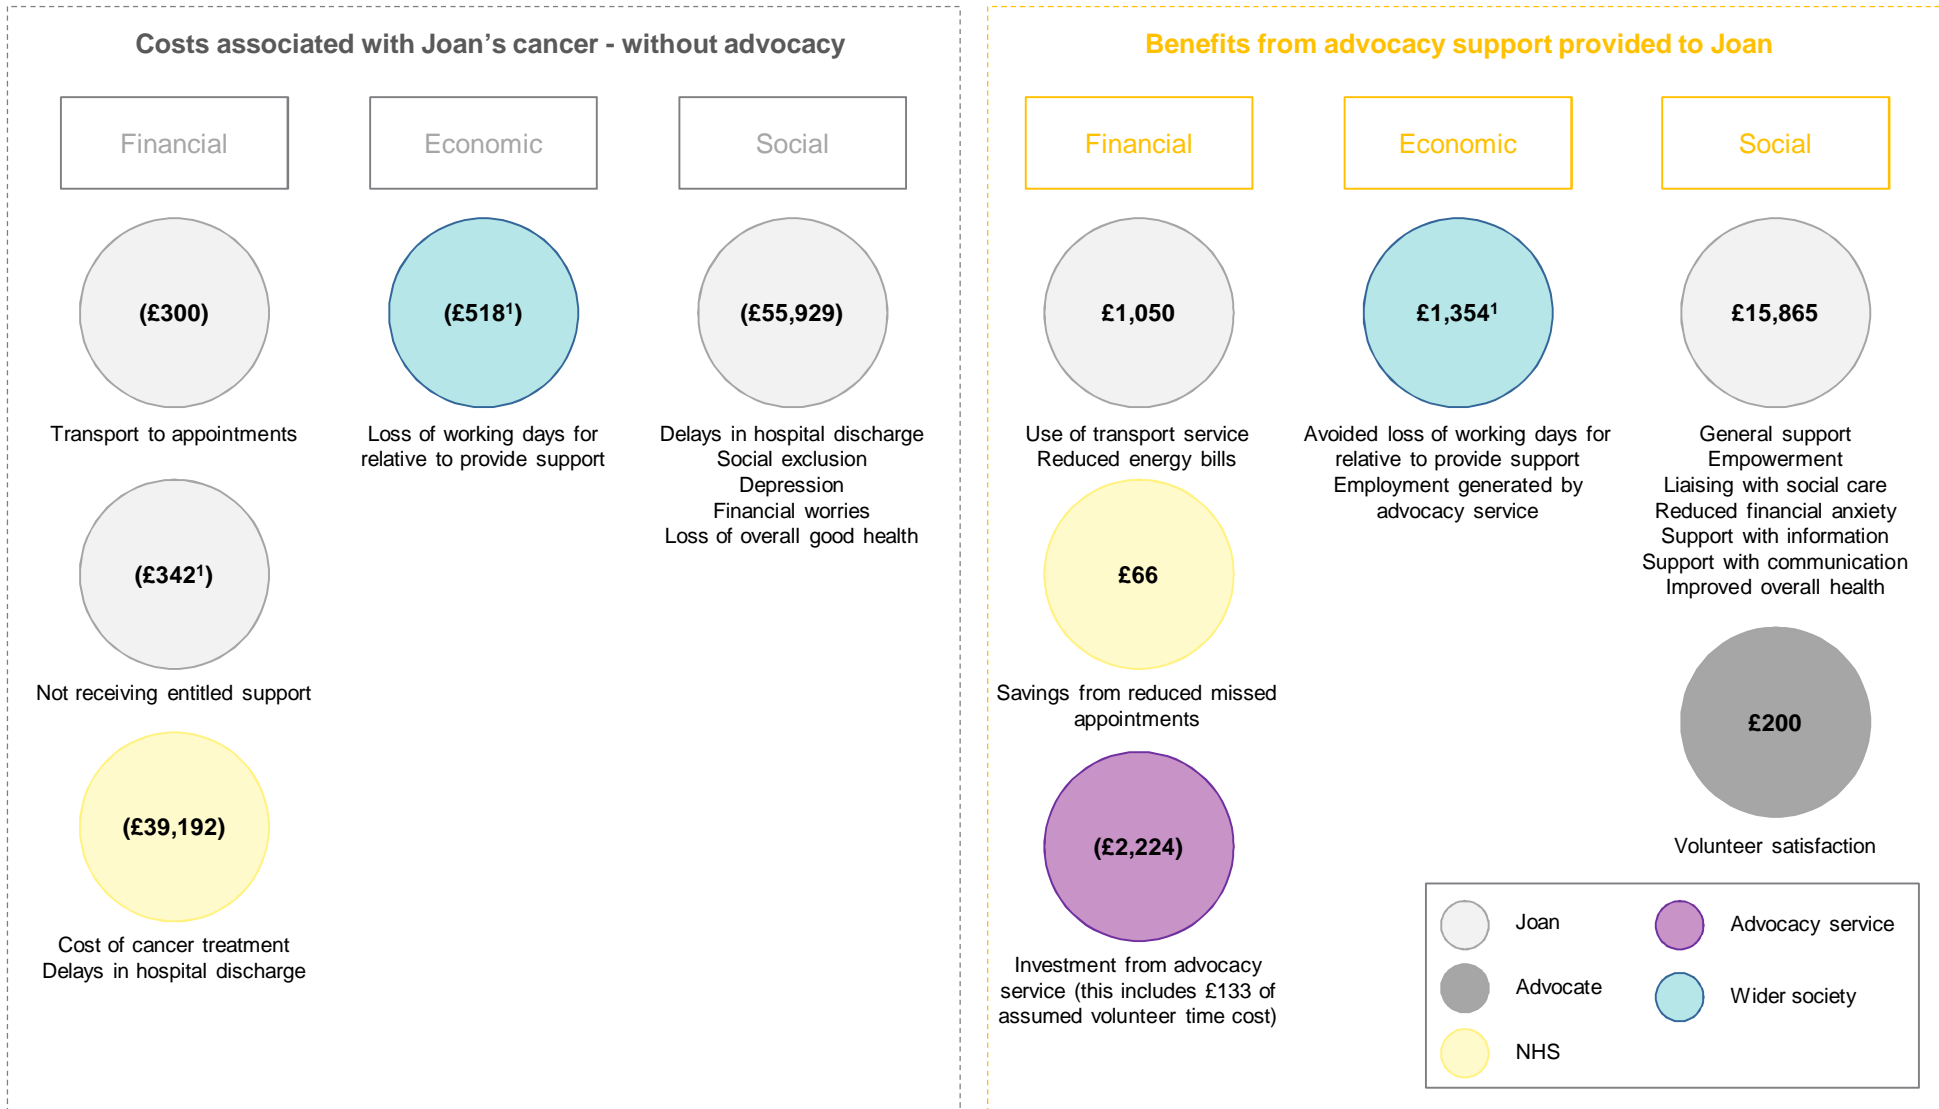 Costs associated with Joan's cancer - without advocacy
Financial
Economic
Social
(£300)
Transport to appointments
(£342¹)
Not receiving entitled support
(£39,192)
Cost of cancer treatment
Delays in hospital discharge
(£518¹)
Loss of working days for
relative to provide support
(£55,929)
Delays in hospital discharge
Social exclusion
Depression
Financial worries
Loss of overall good health
Benefits from advocacy support provided to Joan
Financial
Economic
Social
£1,050
Use of transport service
Reduced energy bills
£66
Savings from reduced missed
appointments
(£2,224)
Investment from advocacy
service (this includes £133 of
assumed volunteer time cost)
£1,354¹
Avoided loss of working days for
relative to provide support
Employment generated by
advocacy service
£15,865
General support
Empowerment
Liaising with social care
Reduced financial anxiety
Support with information
Support with communication
Improved overall health
£200
Volunteer satisfaction
Joan
Advocate
NHS
Advocacy service
Wider society